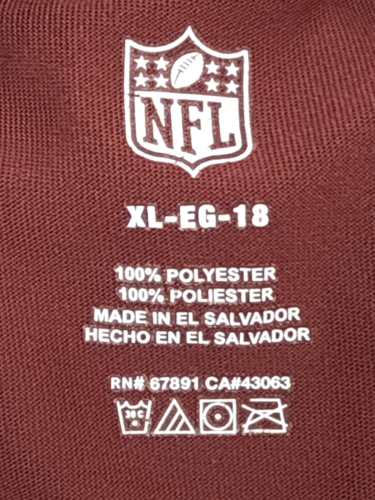 NFL
XL-EG-18
100% POLYESTER
100% POLIESTER
MADE IN EL SALVADOR
HECHO EN EL SALVADOR
RN# 67891 CA#43063
30C